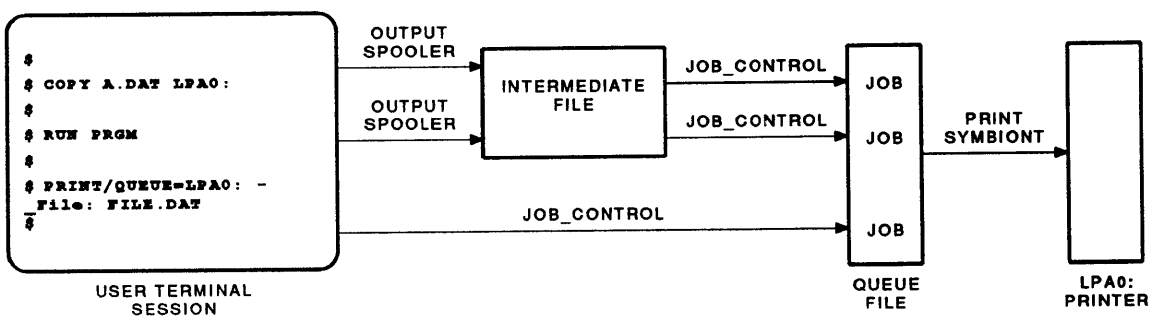 $
$ COPY A.DAT LPA0:
$
$ RUN PRGM
$
$ PRINT/QUEUE=LPA0: -
_File: FILE.DAT
$
USER TERMINAL
SESSION
OUTPUT
SPOOLER
OUTPUT
SPOOLER
INTERMEDIATE
FILE
JOB_CONTROL
JOB_CONTROL
JOB_CONTROL
JOB
JOB
JOB
QUEUE
FILE
PRINT
SYMBIONT
LPA0:
PRINTER